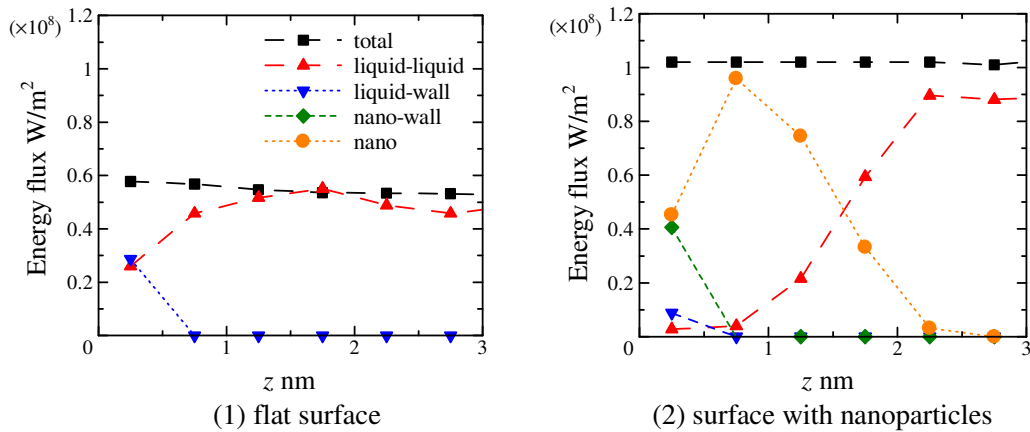 (×10⁸)
1.2
1
0.8
0.6
0.4
0.2
0
1
2
3
Energy flux W/m²
z nm
total
liquid-liquid
liquid-wall
nano-wall
nano
(1) flat surface
(×10⁸)
1.2
1
0.8
0.6
0.4
0.2
0
1
2
3
Energy flux W/m²
z nm
(2) surface with nanoparticles